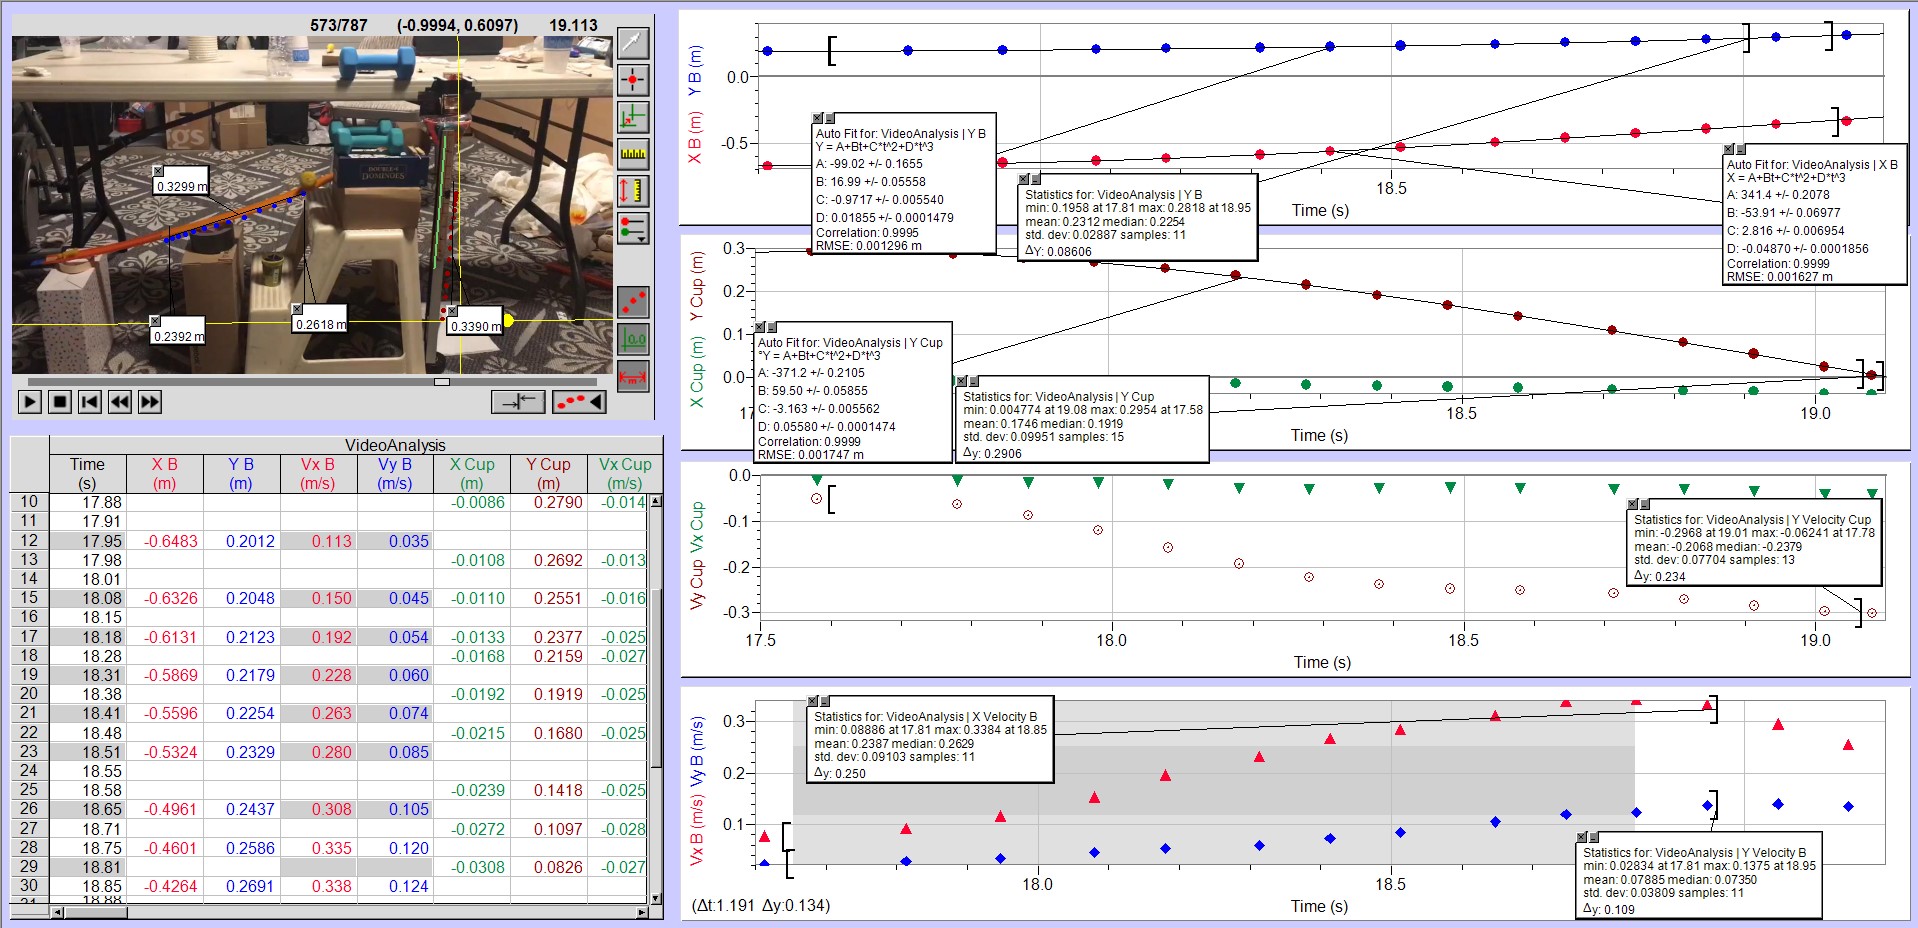 573/787 (-0.9994, 0.6097) 19.113
gs
DOUBLE-6
DOMINOES
0.3299 m
0.2392 m
0.2618 m
0.3390 m
0.0
m
VideoAnalysis
Time (s) X B (m) Y B (m) Vx B (m/s) Vy B (m/s) X Cup (m) Y Cup (m) Vx Cup (m/s)
10 17.88 -0.0086 0.2790 -0.014
11 17.91
12 17.95 -0.6483 0.2012 0.113 0.035
13 17.98 -0.0108 0.2692 -0.013
14 18.01
15 18.08 -0.6326 0.2048 0.150 0.045 -0.0110 0.2551 -0.016
16 18.15
17 18.18 -0.6131 0.2123 0.192 0.054 -0.0133 0.2377 -0.025
18 18.28 -0.0168 0.2159 -0.027
19 18.31 -0.5869 0.2179 0.228 0.060
20 18.38 -0.0192 0.1919 -0.025
21 18.41 -0.5596 0.2254 0.263 0.074
22 18.48 -0.0215 0.1680 -0.025
23 18.51 -0.5324 0.2329 0.280 0.085
24 18.55
25 18.58 -0.0239 0.1418 -0.025
26 18.65 -0.4961 0.2437 0.308 0.105
27 18.71 -0.0272 0.1097 -0.028
28 18.75 -0.4601 0.2586 0.335 0.120
29 18.81 -0.0308 0.0826 -0.027
30 18.85 -0.4264 0.2691 0.338 0.124
31 18.88
X B (m) Y B (m)
0.0
-0.5
18.5
Time (s)
Auto Fit for: VideoAnalysis | Y B
Y = A+Bt+C*t^2+D*t^3
A: -99.02 +/- 0.1655
B: 16.99 +/- 0.05558
C: -0.9717 +/- 0.005540
D: 0.01855 +/- 0.0001479
Correlation: 0.9995
RMSE: 0.001296 m
Statistics for: VideoAnalysis | Y B
min: 0.1958 at 17.81 max: 0.2818 at 18.95
mean: 0.2312 median: 0.2254
std. dev: 0.02887 samples: 11
Δy: 0.08606
Auto Fit for: VideoAnalysis | X B
X = A+Bt+C*t^2+D*t^3
A: 341.4 +/- 0.2078
B: -53.91 +/- 0.06977
C: 2.816 +/- 0.006954
D: -0.04870 +/- 0.0001856
Correlation: 0.9999
RMSE: 0.001627 m
X Cup (m) Y Cup (m)
0.3
0.2
0.1
0.0
17
18.5
19.0
Time (s)
Auto Fit for: VideoAnalysis | Y Cup
"Y = A+Bt+C*t^2+D*t^3
A: -371.2 +/- 0.2105
B: 59.50 +/- 0.05855
C: -3.163 +/- 0.005562
D: 0.05580 +/- 0.0001474
Correlation: 0.9999
RMSE: 0.001747 m
Statistics for: VideoAnalysis | Y Cup
min: 0.004774 at 19.08 max: 0.2954 at 17.58
mean: 0.1746 median: 0.1919
std. dev: 0.09951 samples: 15
Δy: 0.2906
Vy Cup Vx Cup
0.0
-0.1
-0.2
-0.3
17.5 18.0 18.5 19.0
Time (s)
Statistics for: VideoAnalysis | Y Velocity Cup
min: -0.2968 at 19.01 max: -0.06241 at 17.78
mean: -0.2068 median: -0.2379
std. dev: 0.07704 samples: 13
Δy: 0.234
Vx B (m/s) Vy B (m/s)
0.3
0.2
0.1
18.0 18.5
Time (s)
(Δt:1.191 Δy:0.134)
Statistics for: VideoAnalysis | X Velocity B
min: 0.08886 at 17.81 max: 0.3384 at 18.85
mean: 0.2387 median: 0.2629
std. dev: 0.09103 samples: 11
Δy: 0.250
Statistics for: VideoAnalysis | Y Velocity B
min: 0.02834 at 17.81 max: 0.1375 at 18.95
mean: 0.07885 median: 0.07350
std. dev: 0.03809 samples: 11
Δy: 0.109